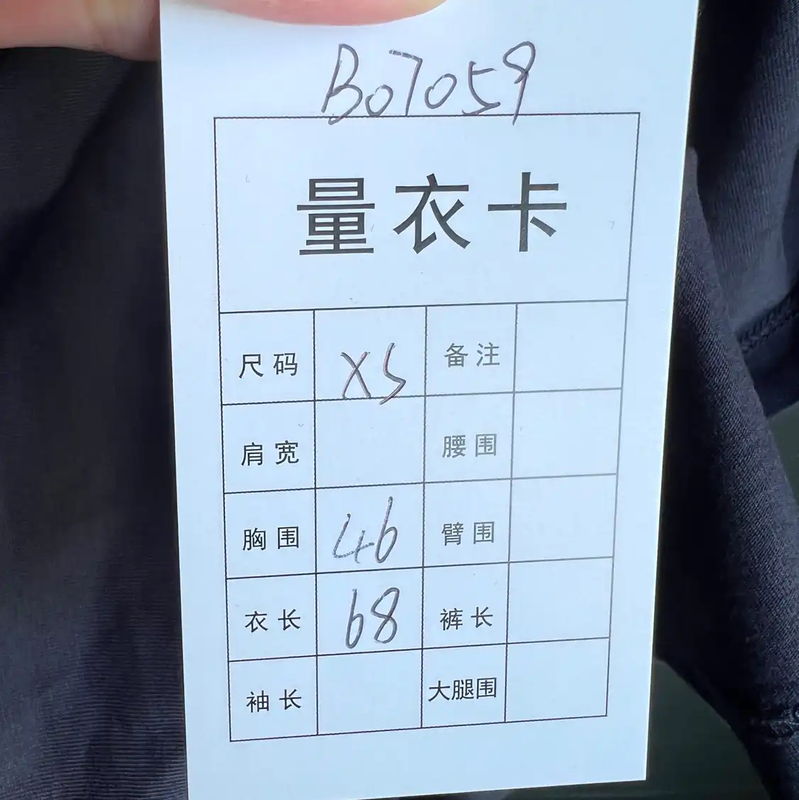 B07059
量衣卡
尺码 XS 备注
肩宽 腰围
胸围 46 臂围
衣长 68 裤长
袖长 大腿围